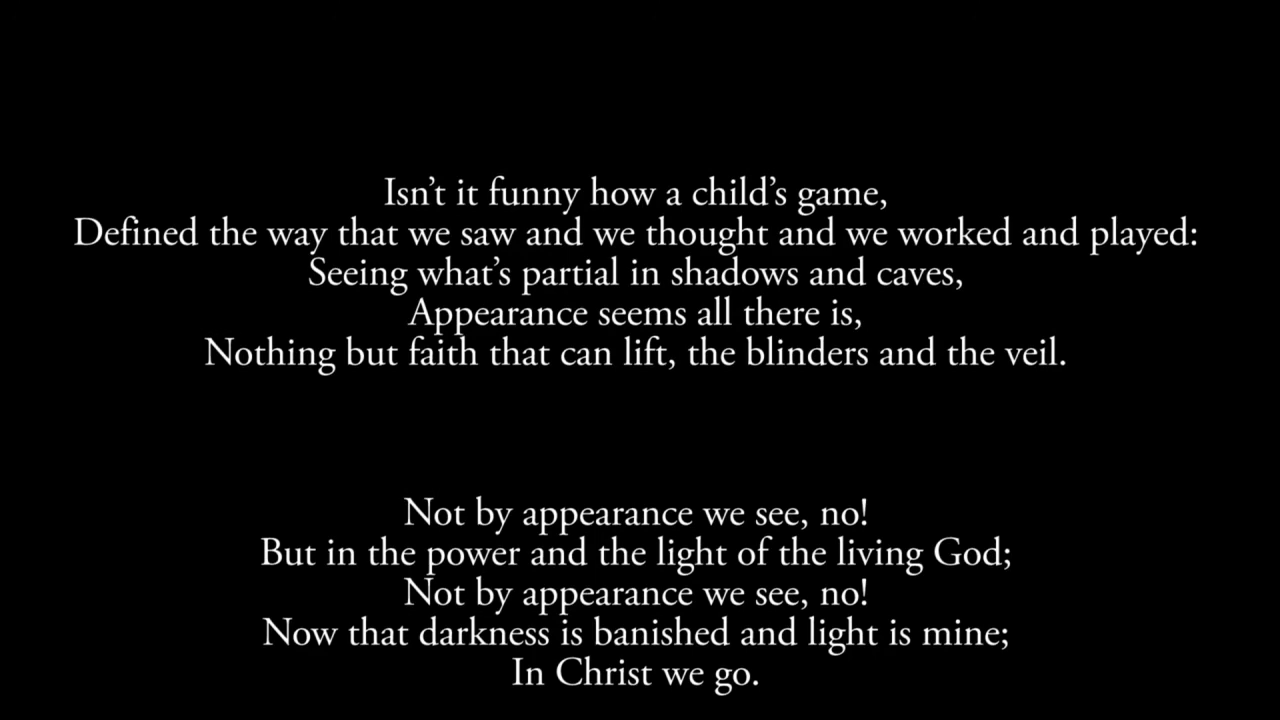 Isn’t it funny how a child’s game,
Defined the way that we saw and we thought and we worked and played:
Seeing what’s partial in shadows and caves,
Appearance seems all there is,
Nothing but faith that can lift, the blinders and the veil.
Not by appearance we see, no!
But in the power and the light of the living God;
Not by appearance we see, no!
Now that darkness is banished and light is mine;
In Christ we go.